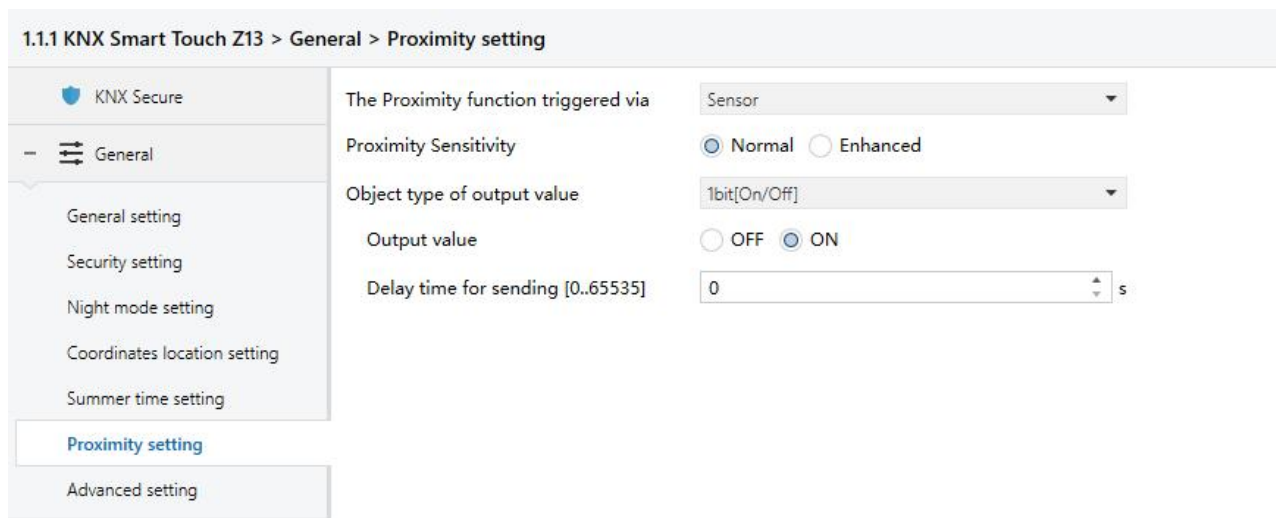 1.1.1 KNX Smart Touch Z13 > General > Proximity setting
KNX Secure
General
General setting
Security setting
Night mode setting
Coordinates location setting
Summer time setting
Proximity setting
Advanced setting
The Proximity function triggered via Sensor
Proximity Sensitivity Normal Enhanced
Object type of output value 1bit[On/Off]
Output value OFF ON
Delay time for sending [0..65535] 0 s